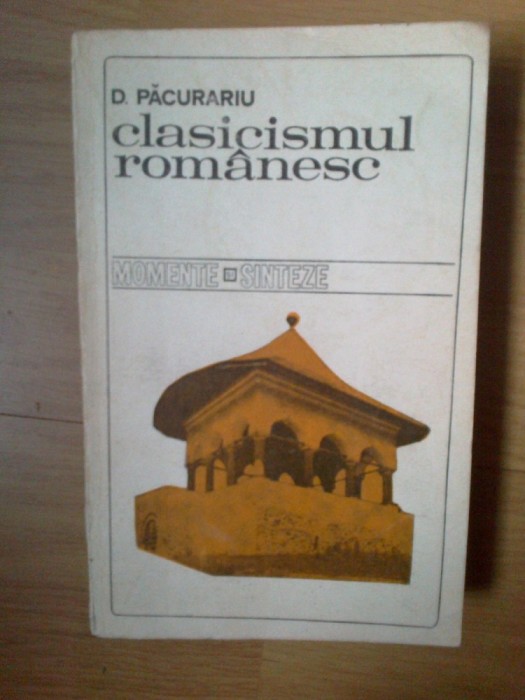 D. PĂCURARIU
clasicismul
românesc
MOMENTE ▫ SINTEZE